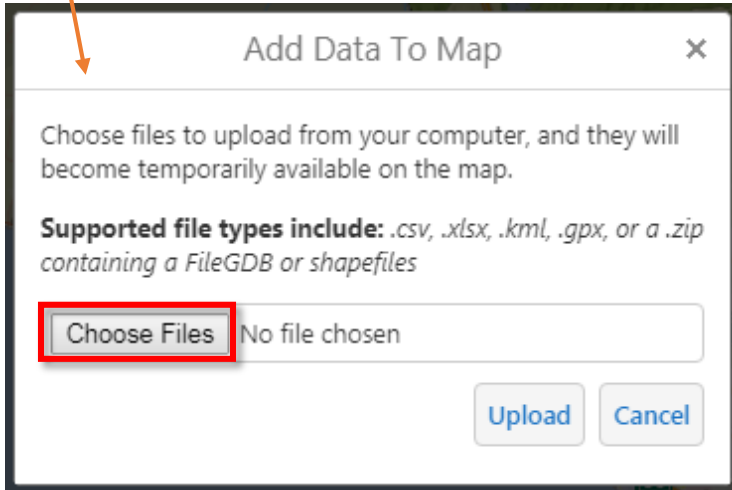 Add Data To Map ×
Choose files to upload from your computer, and they will
become temporarily available on the map.
Supported file types include: .csv, .xlsx, .kml, .gpx, or a .zip
containing a FileGDB or shapefiles
Choose Files No file chosen
Upload Cancel